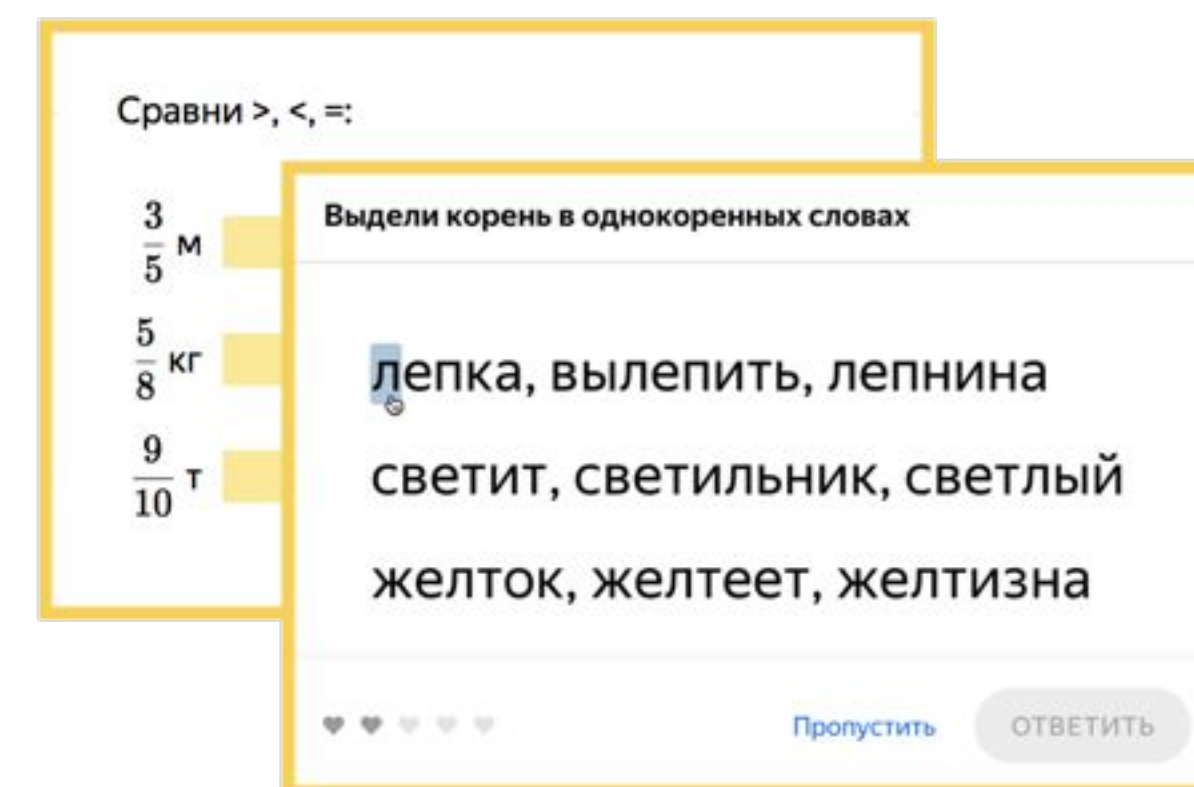 Сравни >, <, =:
3/5 м
5/8 кг
9/10 т
Выдели корень в однокоренных словах
лепка, вылепить, лепнина
светит, светильник, светлый
желток, желтеет, желтизна
Пропустить ОТВЕТИТЬ